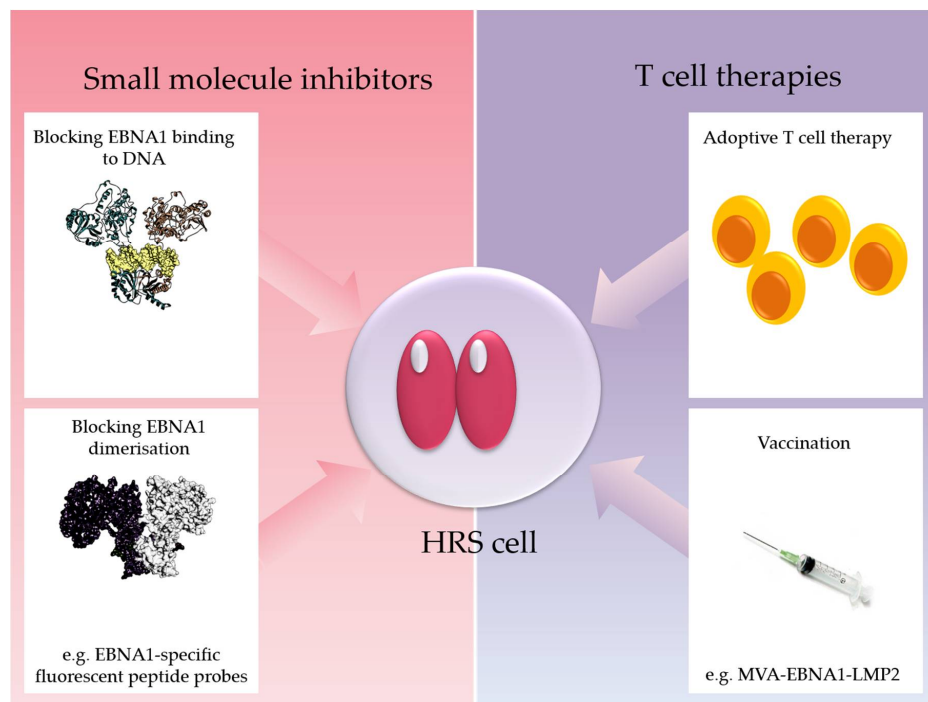 Small molecule inhibitors
Blocking EBNA1 binding
to DNA
Blocking EBNA1
dimerisation
e.g. EBNA1-specific
fluorescent peptide probes
HRS cell
T cell therapies
Adoptive T cell therapy
Vaccination
e.g. MVA-EBNA1-LMP2